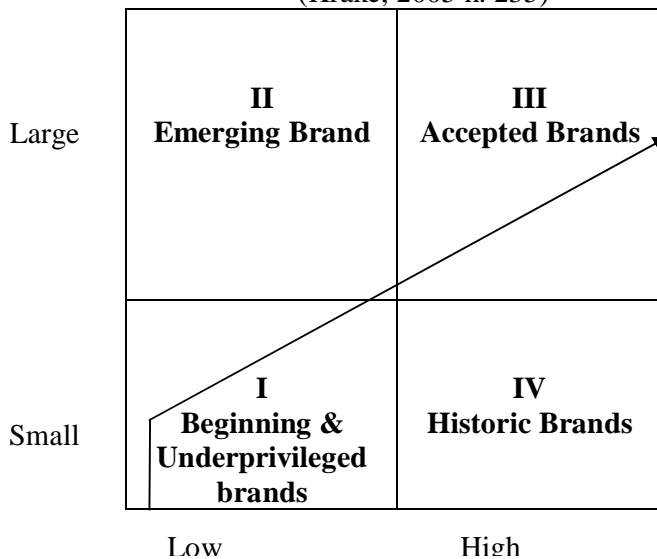 II
Emerging Brand
III
Accepted Brands
Large
I
Beginning &
Underprivileged
brands
IV
Historic Brands
Small
Low
High